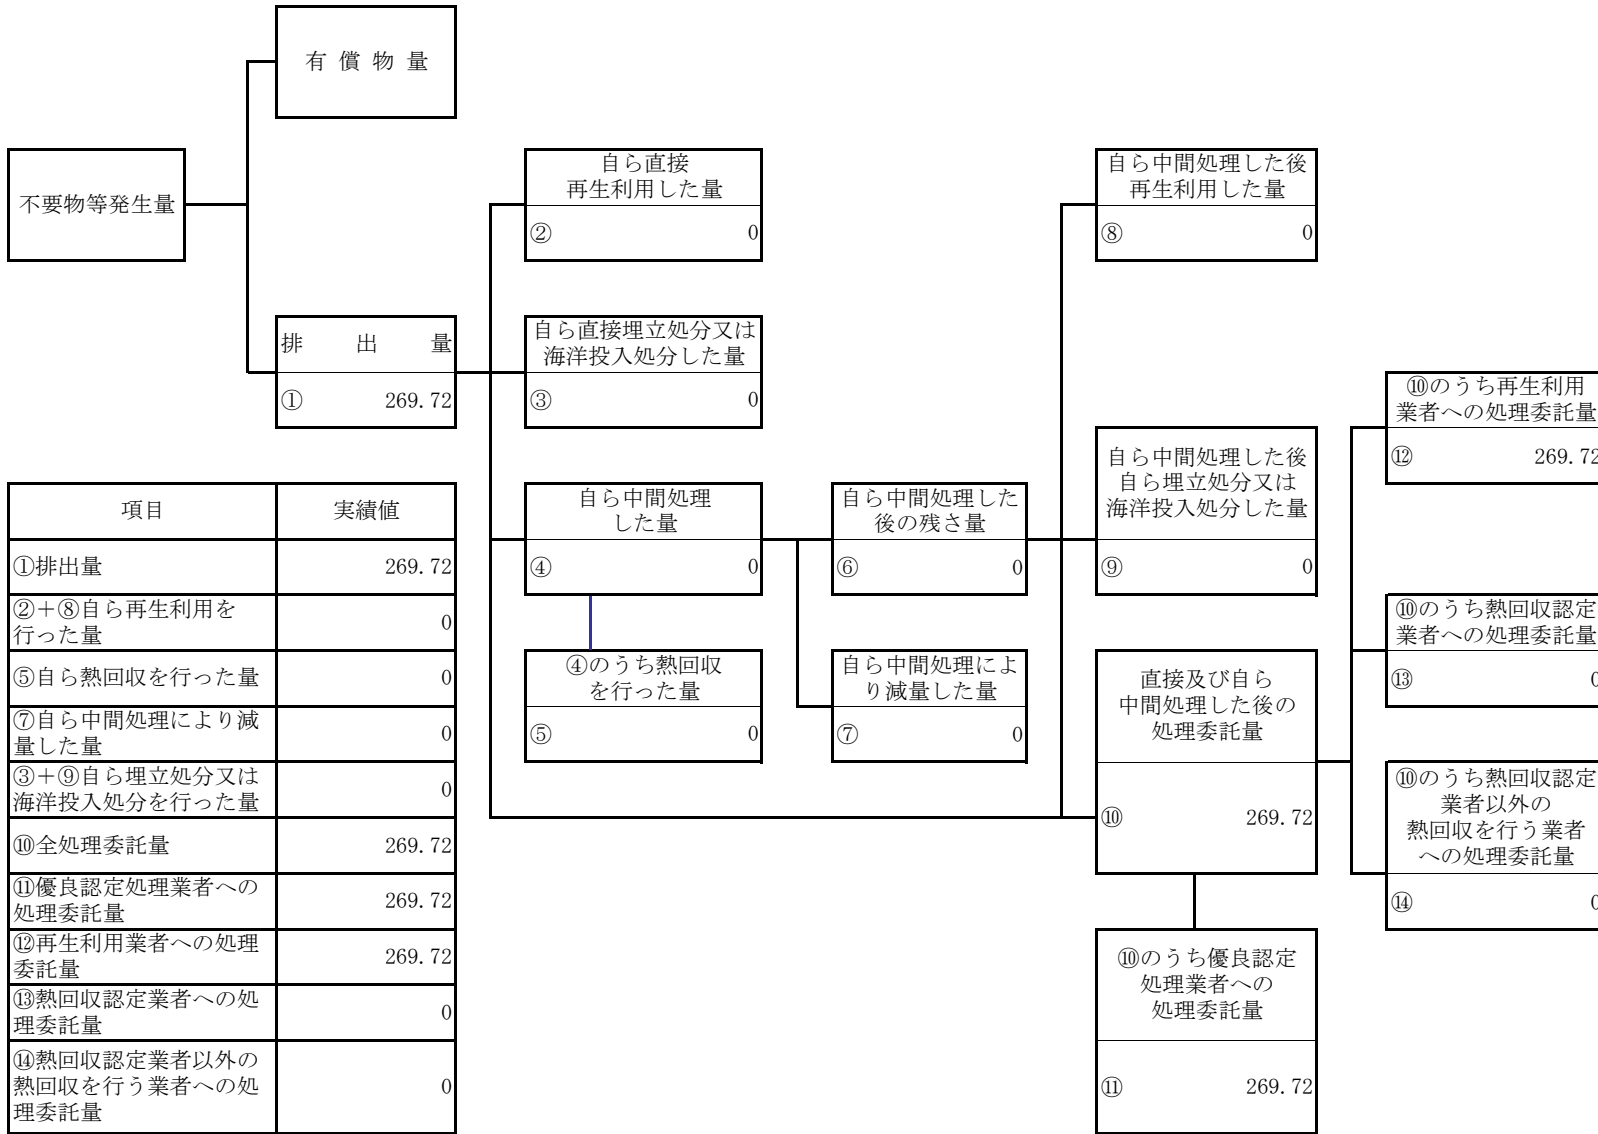 有償物量
不要物等発生量
排出量
① 269.72
自ら直接
再生利用した量
② 0
自ら直接埋立処分又は
海洋投入処分した量
③ 0
自ら中間処理
した量
④ 0
④のうち熱回収
を行った量
⑤ 0
自ら中間処理した
後の残さ量
⑥ 0
自ら中間処理によ
り減量した量
⑦ 0
自ら中間処理した後
再生利用した量
⑧ 0
自ら中間処理した後
自ら埋立処分又は
海洋投入処分した量
⑨ 0
直接及び自ら
中間処理した後の
処理委託量
⑩ 269.72
⑩のうち優良認定
処理業者への
処理委託量
⑪ 269.72
⑩のうち再生利用
業者への処理委託量
⑫ 269.72
⑩のうち熱回収認定
業者への処理委託量
⑬ 0
⑩のうち熱回収認定
業者以外の
熱回収を行う業者
への処理委託量
⑭ 0
項目 実績値
①排出量 269.72
②+⑧自ら再生利用を
行った量 0
⑤自ら熱回収を行った量 0
⑦自ら中間処理により減
量した量 0
③+⑨自ら埋立処分又は
海洋投入処分を行った量 0
⑩全処理委託量 269.72
⑪優良認定処理業者への
処理委託量 269.72
⑫再生利用業者への処理
委託量 269.72
⑬熱回収認定業者への処
理委託量 0
⑭熱回収認定業者以外の
熱回収を行う業者への処
理委託量 0